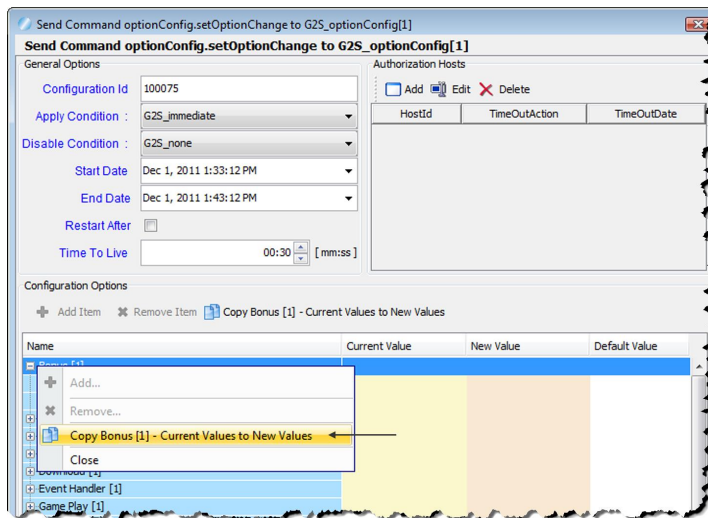 Send Command optionConfig.setOptionChange to G2S_optionConfig[1]
Send Command optionConfig.setOptionChange to G2S_optionConfig[1]
General Options
Configuration Id 100075
Apply Condition : G2S_immediate
Disable Condition : G2S_none
Start Date Dec 1, 2011 1:33:12 PM
End Date Dec 1, 2011 1:43:12 PM
Restart After
Time To Live 00:30 [ mm:ss ]
Authorization Hosts
Add Edit Delete
HostId TimeOutAction TimeOutDate
Configuration Options
Add Item Remove Item Copy Bonus [1] - Current Values to New Values
Name Current Value New Value Default Value
Bonus [1]
Add...
Remove...
Copy Bonus [1] - Current Values to New Values
Close
Download [1]
Event Handler [1]
Game Play [1]